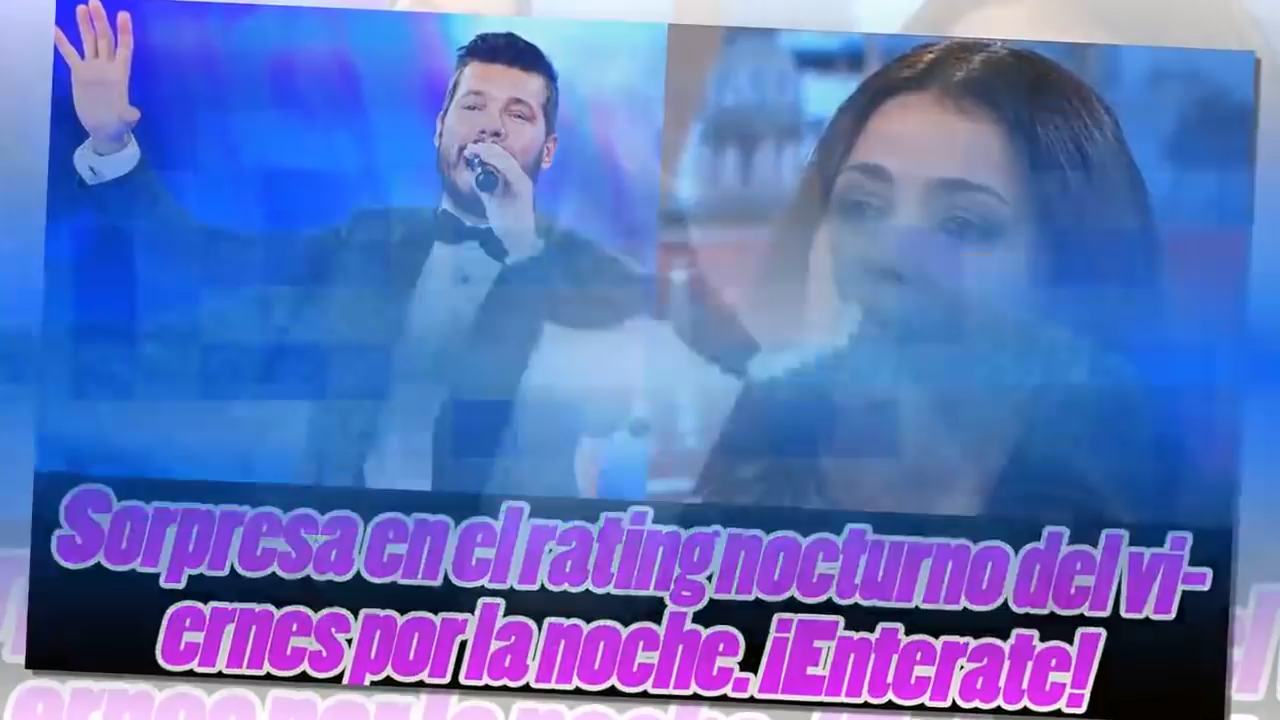 Sorpresa en el rating nocturno del vi-
ernes por la noche. ¡Enterate!